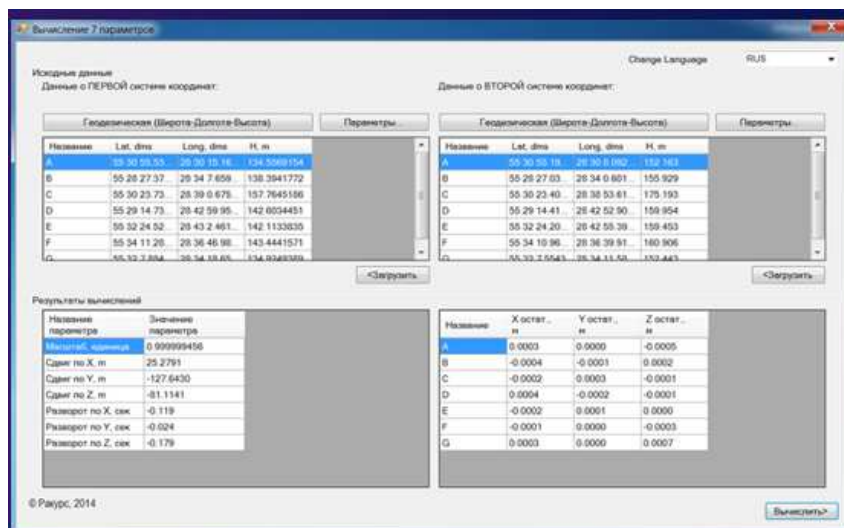 Вычисление 7 параметров
Change Language RUS
Исходные данные
Данные о ПЕРВОЙ системе координат:
Данные о ВТОРОЙ системе координат:
Геодезическая (Широта-Долгота-Высота) Параметры...
Геодезическая (Широта-Долгота-Высота) Параметры...
Название Lat, dms Long, dms H, m
A 134.5569154
B 55 28 27.37... 28 34 7.659... 138.3941772
C 55 30 23.73... 28 39 0.675... 157.7645186
D 55 29 14.73... 28 42 59.95... 142.6034451
E 55 32 24.52... 28 43 2.461... 142.1133835
F 55 34 11.28... 28 36 46.98... 143.4441571
G
Название Lat, dms Long, dms H, m
A 55 30 55.19... 28 30 8.092... 152.163
B 55 28 27.03... 28 34 0.601... 155.929
C 55 30 23.40... 28 38 53.61... 175.193
D 55 29 14.41... 28 42 52.90... 159.954
E 55 32 24.20... 28 42 55.39... 159.453
F 55 34 10.96... 28 36 39.91... 160.906
G
<Загрузить
<Загрузить
Результаты вычислений
Название параметра Значение параметра
Масштаб, единица 0.999999456
Сдвиг по X, m 25.2791
Сдвиг по Y, m -127.6430
Сдвиг по Z, m -81.1141
Разворот по X, сек -0.119
Разворот по Y, сек -0.024
Разворот по Z, сек -0.179
Название X остат., м Y остат., м Z остат., м
A 0.0003 0.0000 -0.0005
B -0.0004 -0.0001 0.0002
C -0.0002 0.0003 -0.0001
D 0.0004 -0.0002 -0.0001
E -0.0002 0.0001 0.0000
F -0.0001 0.0000 -0.0003
G 0.0003 0.0000 0.0007
© Ракурс, 2014
Вычислить>